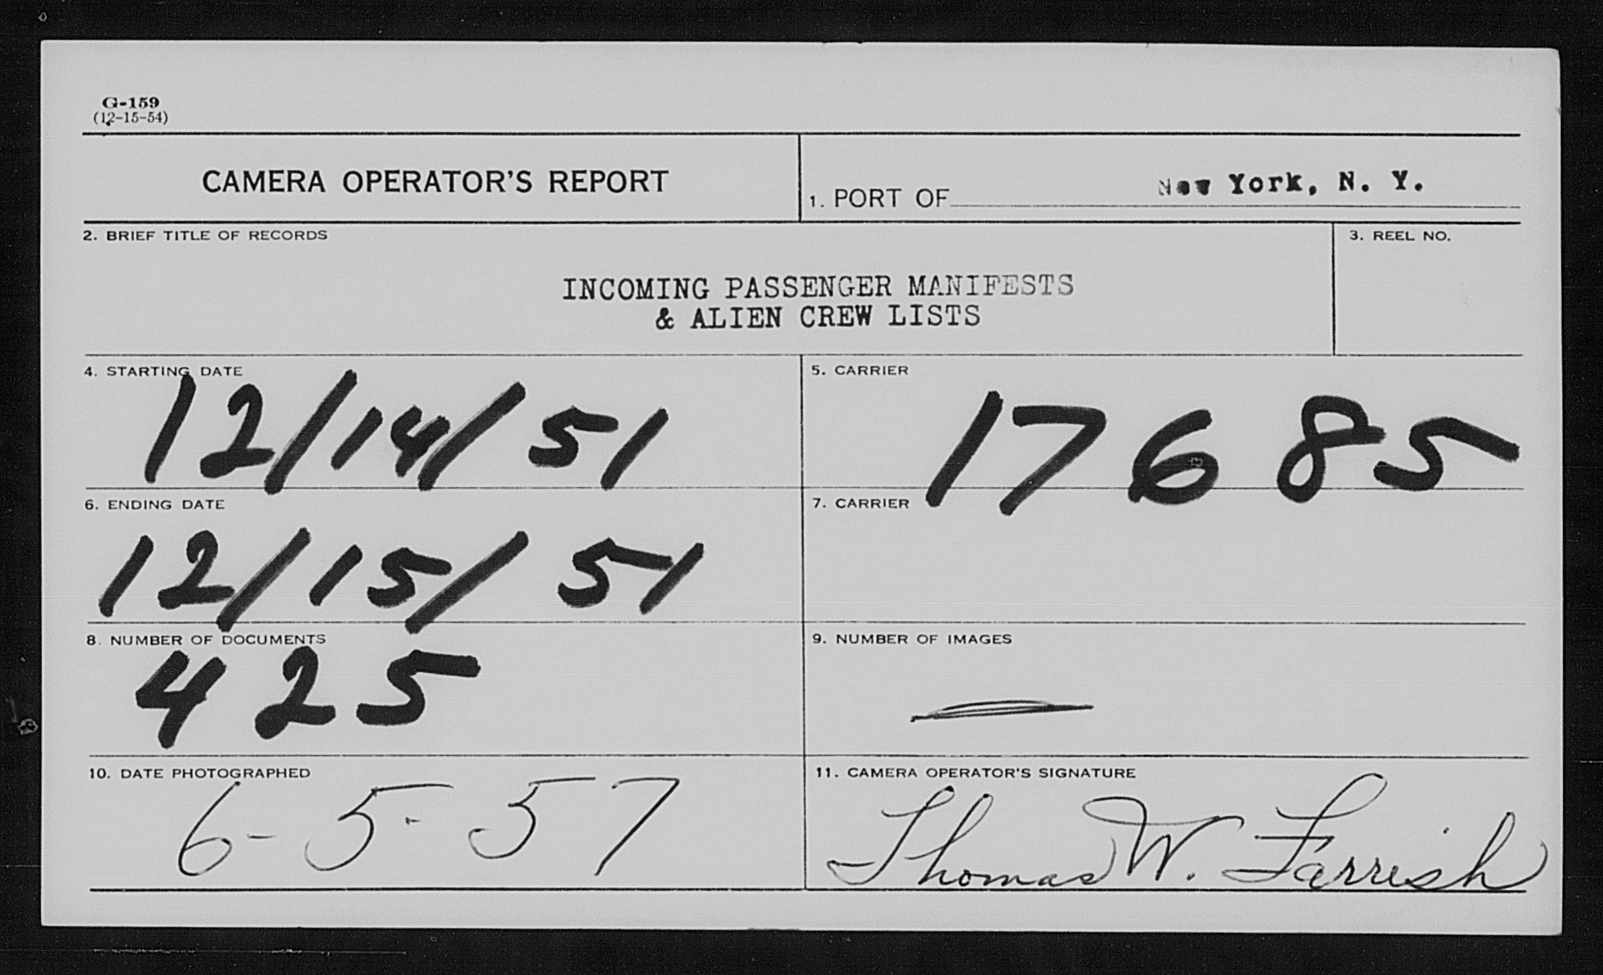 G-159
(12-15-54)
CAMERA OPERATOR'S REPORT
1. PORT OF New York, N. Y.
2. BRIEF TITLE OF RECORDS
3. REEL NO.
INCOMING PASSENGER MANIFESTS
& ALIEN CREW LISTS
4. STARTING DATE
12/14/51
5. CARRIER
17685
6. ENDING DATE
12/15/51
7. CARRIER
8. NUMBER OF DOCUMENTS
425
9. NUMBER OF IMAGES
10. DATE PHOTOGRAPHED
6-5-57
11. CAMERA OPERATOR'S SIGNATURE
Thomas W. Farrish